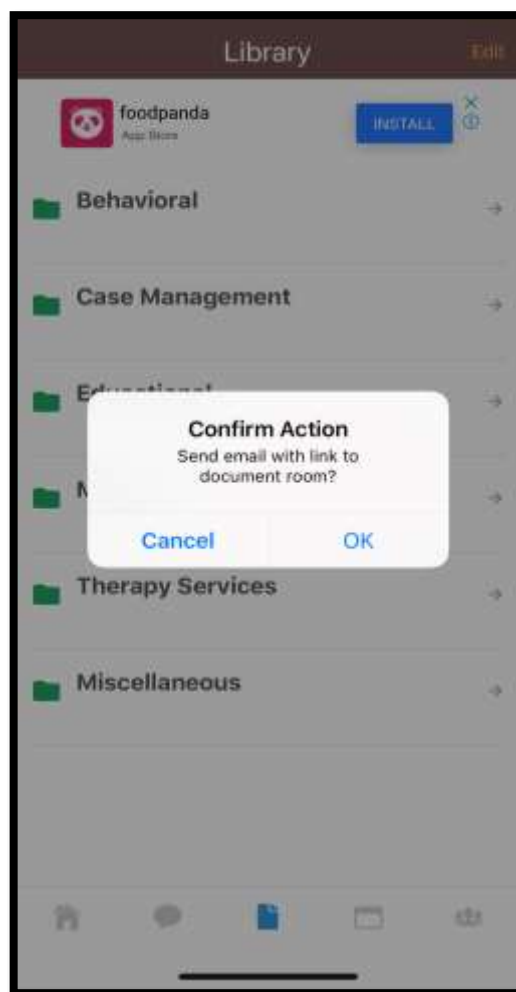 Library
Edit
foodpanda
App Store
INSTALL
Behavioral
Case Management
Confirm Action
Send email with link to
document room?
Cancel
OK
Therapy Services
Miscellaneous